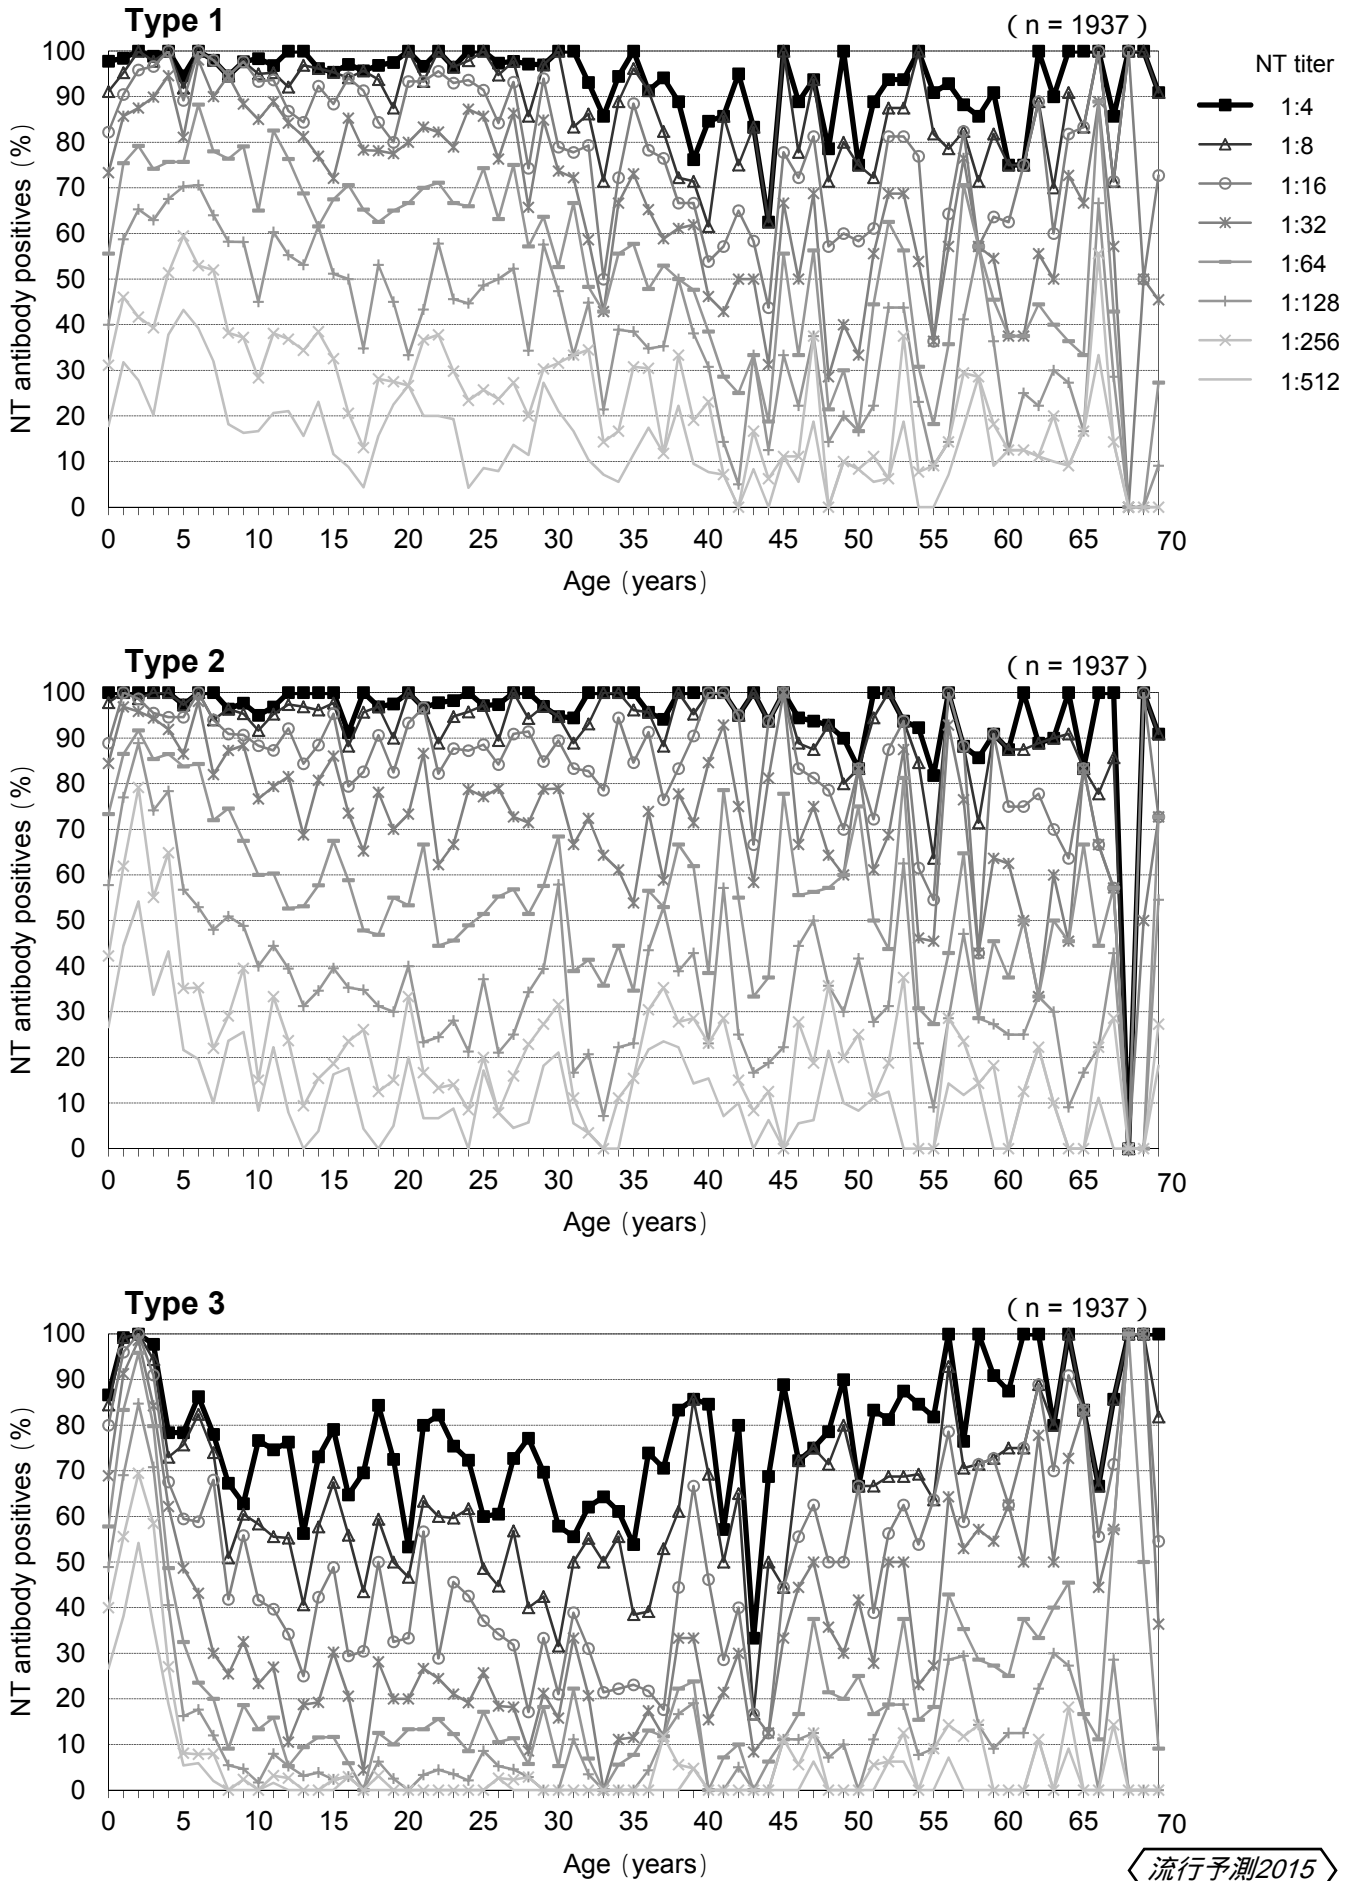 Type 1
( n = 1937 )
NT titer
1:4
1:8
1:16
1:32
1:64
1:128
1:256
1:512
NT antibody positives (%)
100
90
80
70
60
50
40
30
20
10
0
0 5 10 15 20 25 30 35 40 45 50 55 60 65 70
Age (years)
Type 2
( n = 1937 )
NT antibody positives (%)
100
90
80
70
60
50
40
30
20
10
0
0 5 10 15 20 25 30 35 40 45 50 55 60 65 70
Age (years)
Type 3
( n = 1937 )
NT antibody positives (%)
100
90
80
70
60
50
40
30
20
10
0
0 5 10 15 20 25 30 35 40 45 50 55 60 65 70
Age (years)
流行予測2015